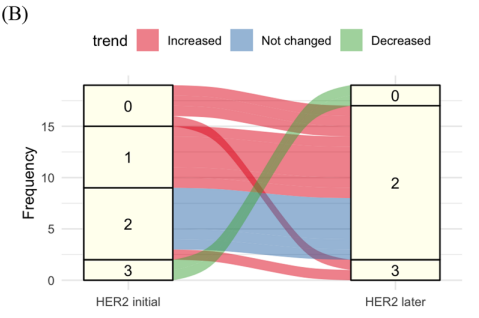 (B)
trend Increased Not changed Decreased
Frequency
15
10
5
0
0
1
2
3
0
2
3
HER2 initial HER2 later